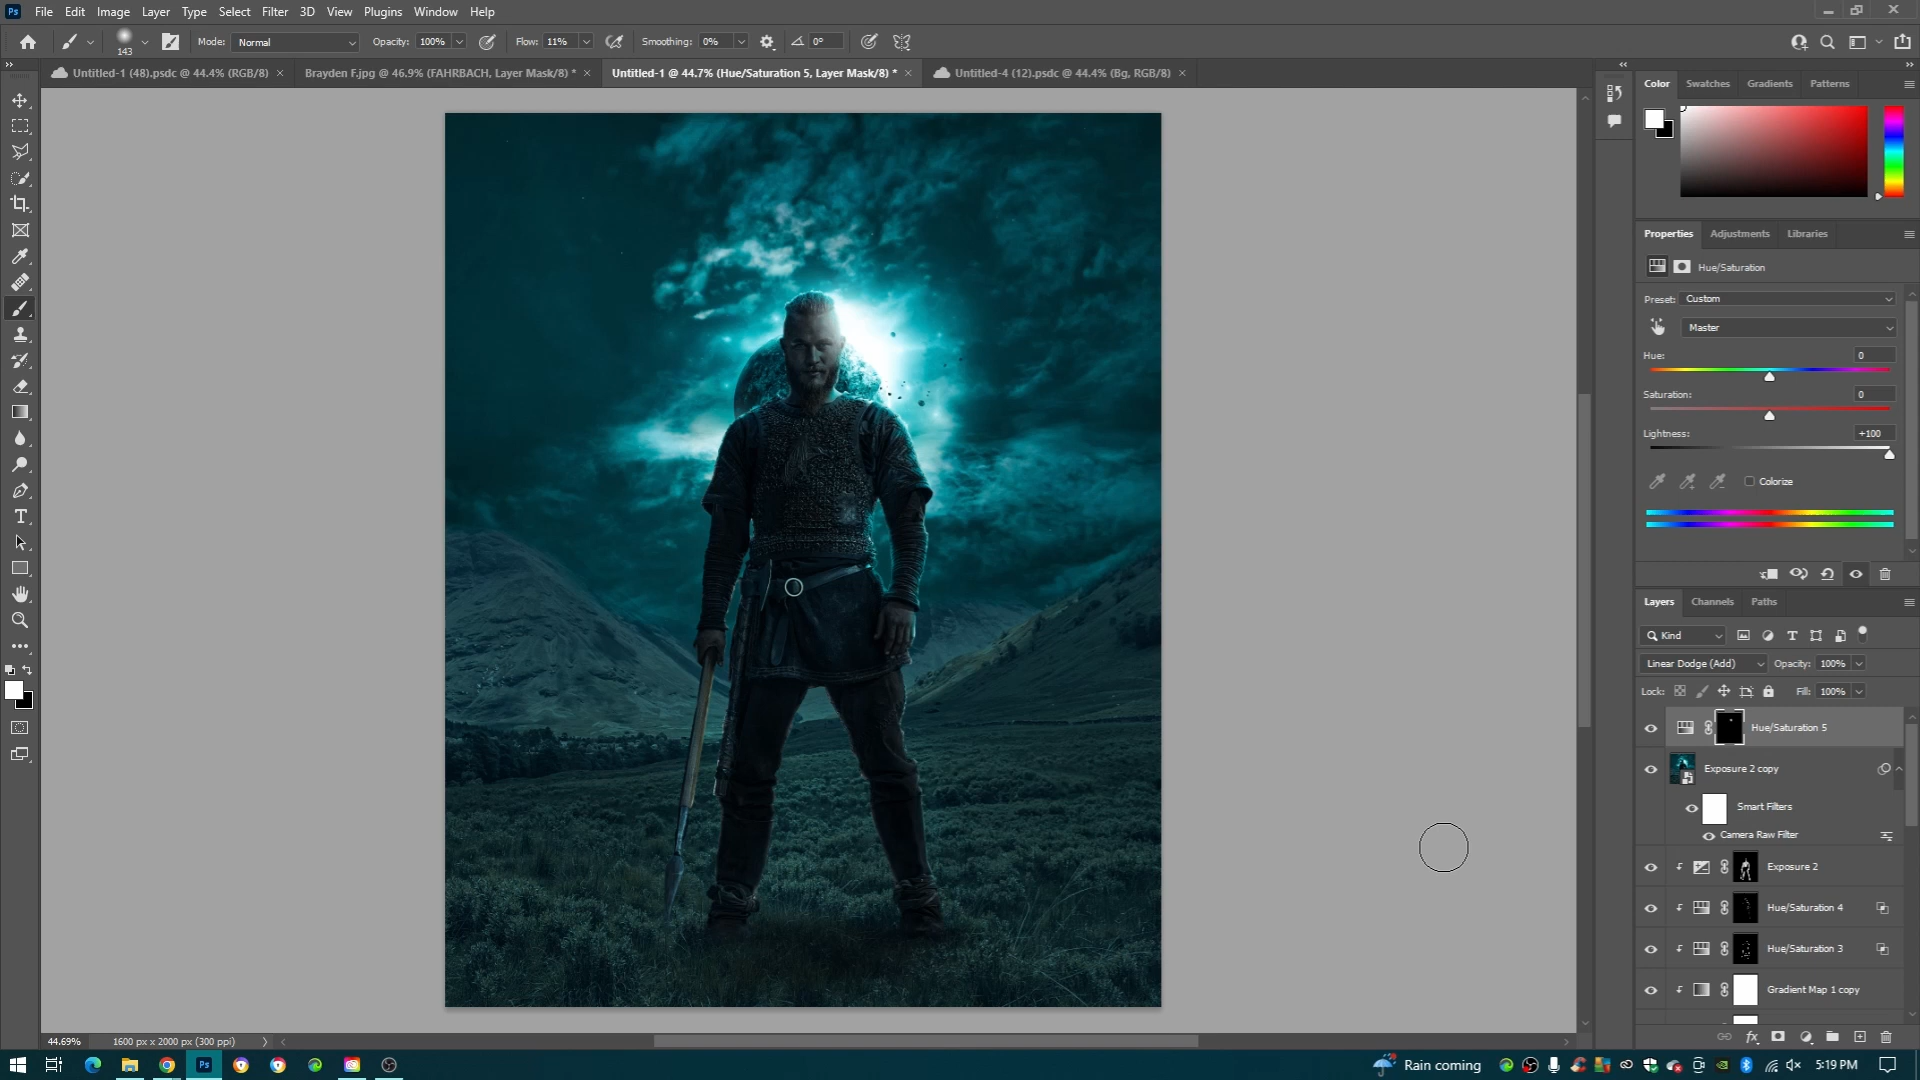 Ps File Edit Image Layer Type Select Filter 3D View Plugins Window Help
143 Mode: Normal Opacity: 100% Flow: 11% Smoothing: 0% 0°
Untitled-1 (48).psdc @ 44.4% (RGB/8) × Brayden F.jpg @ 46.9% (FAHRBACH, Layer Mask/8) * × Untitled-1 @ 44.7% (Hue/Saturation 5, Layer Mask/8) * × Untitled-4 (12).psdc @ 44.4% (Bg, RGB/8) ×
Color Swatches Gradients Patterns
Properties Adjustments Libraries
Hue/Saturation
Preset: Custom
Master
Hue: 0
Saturation: 0
Lightness: +100
Colorize
Layers Channels Paths
Kind
Linear Dodge (Add) Opacity: 100%
Lock: Fill: 100%
Hue/Saturation 5
Exposure 2 copy
Smart Filters
Camera Raw Filter
Exposure 2
Hue/Saturation 4
Hue/Saturation 3
Gradient Map 1 copy
44.69% 1600 px x 2000 px (300 ppi)
Ps Rain coming 5:19 PM